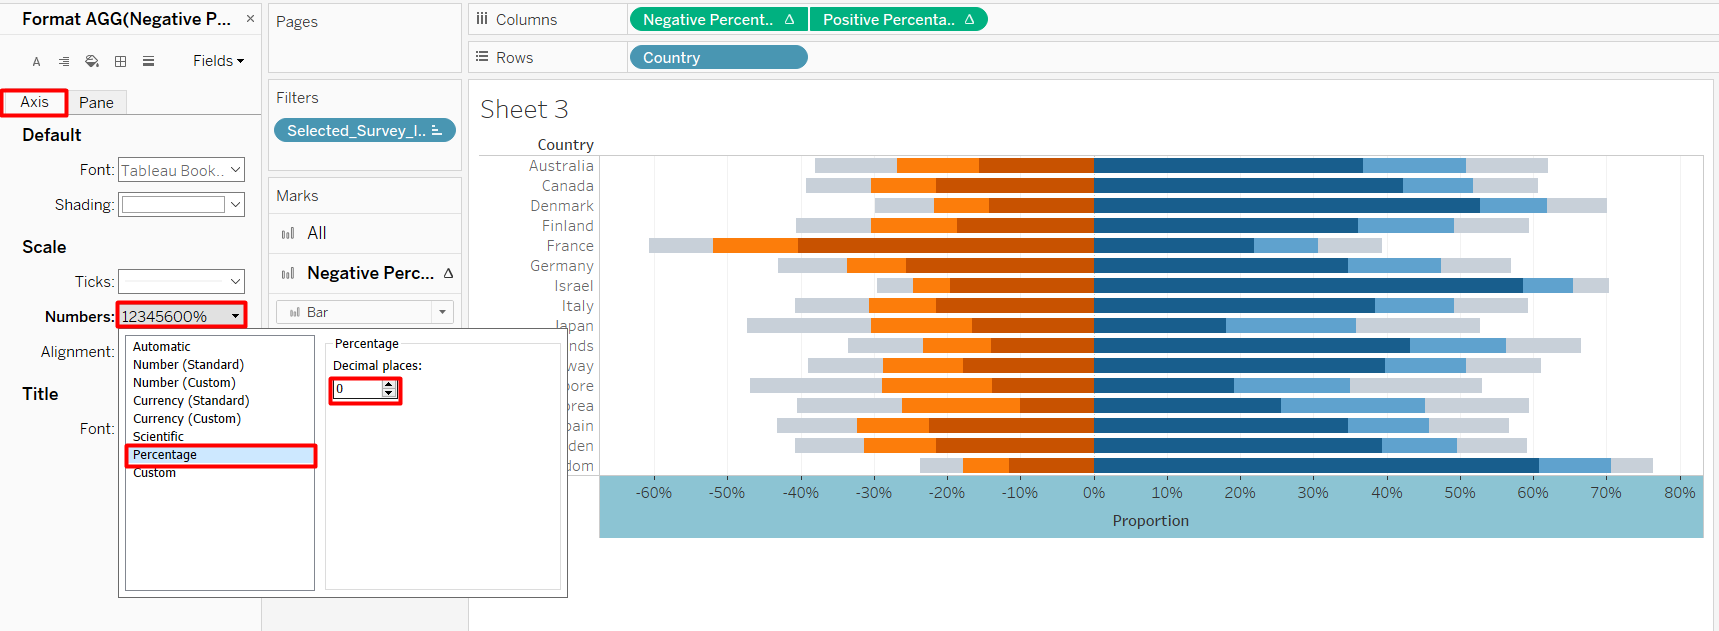 Format AGG(Negative P... ×
A Fields
Axis Pane
Default
Font: Tableau Book..
Shading:
Scale
Ticks:
Numbers: 12345600%
Alignment:
Title
Font:
Automatic
Number (Standard)
Number (Custom)
Currency (Standard)
Currency (Custom)
Scientific
Percentage
Custom
Percentage
Decimal places:
0
Pages
Filters
Selected_Survey_I..
Marks
All
Negative Perc... Δ
Bar
Columns Negative Percent.. Δ Positive Percenta.. Δ
Rows Country
Sheet 3
Country
Australia
Canada
Denmark
Finland
France
Germany
Israel
Italy
Japan
nds
way
pore
orea
pain
den
dom
-60% -50% -40% -30% -20% -10% 0% 10% 20% 30% 40% 50% 60% 70% 80%
Proportion